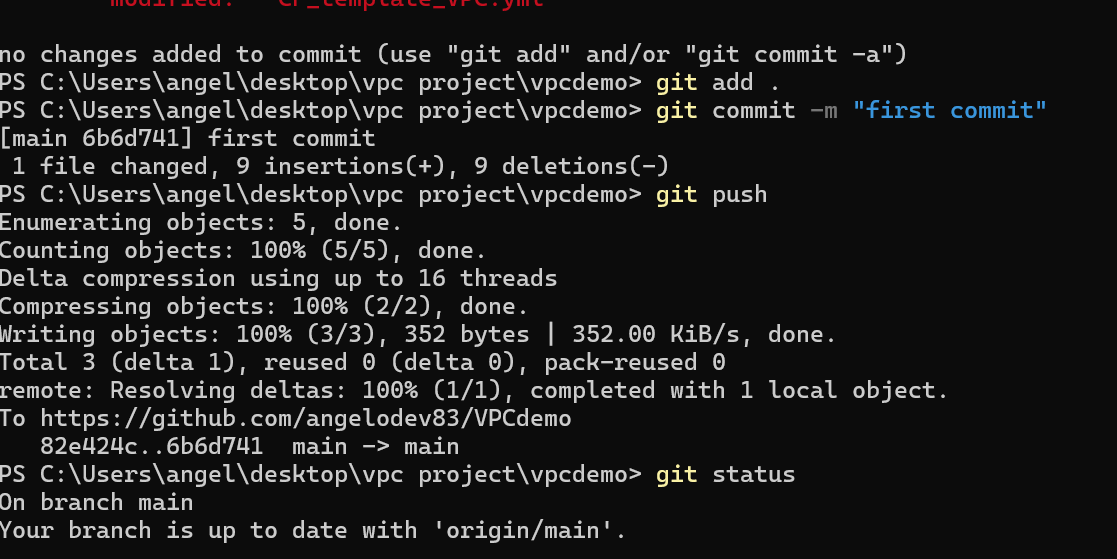 modified: CF_template_VPC.yml
no changes added to commit (use "git add" and/or "git commit -a")
PS C:\Users\angel\desktop\vpc project\vpcdemo> git add .
PS C:\Users\angel\desktop\vpc project\vpcdemo> git commit -m "first commit"
[main 6b6d741] first commit
 1 file changed, 9 insertions(+), 9 deletions(-)
PS C:\Users\angel\desktop\vpc project\vpcdemo> git push
Enumerating objects: 5, done.
Counting objects: 100% (5/5), done.
Delta compression using up to 16 threads
Compressing objects: 100% (2/2), done.
Writing objects: 100% (3/3), 352 bytes | 352.00 KiB/s, done.
Total 3 (delta 1), reused 0 (delta 0), pack-reused 0
remote: Resolving deltas: 100% (1/1), completed with 1 local object.
To https://github.com/angelodev83/VPCdemo
   82e424c..6b6d741  main -> main
PS C:\Users\angel\desktop\vpc project\vpcdemo> git status
On branch main
Your branch is up to date with 'origin/main'.